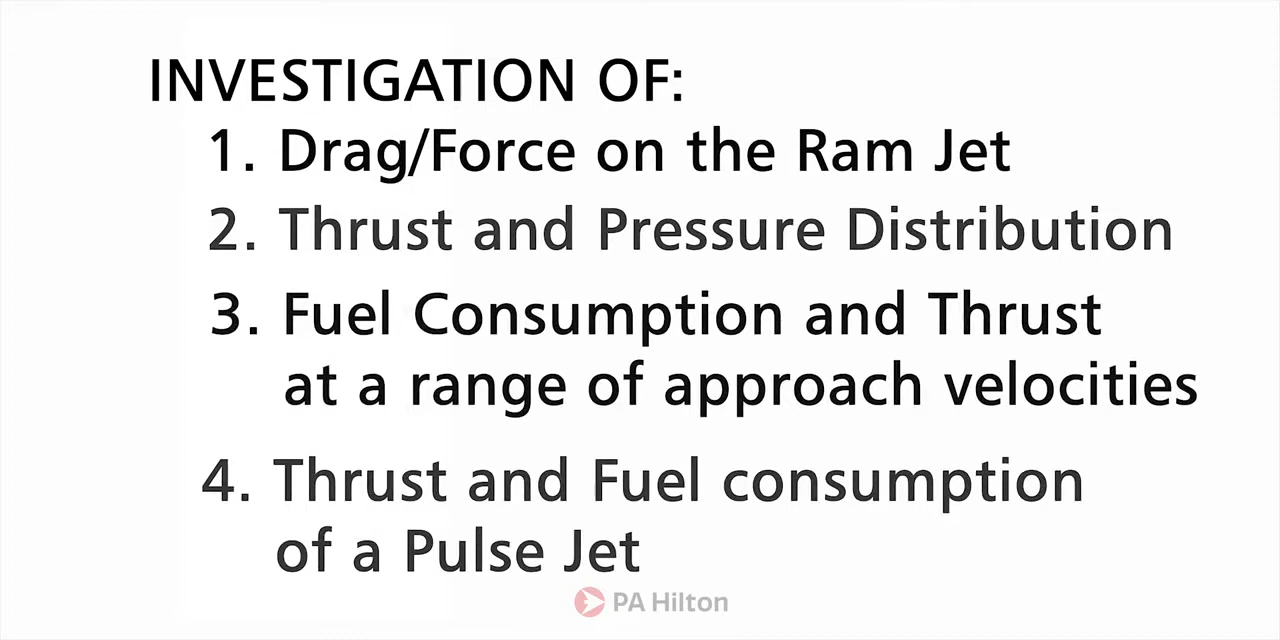 INVESTIGATION OF:
1. Drag/Force on the Ram Jet
2. Thrust and Pressure Distribution
3. Fuel Consumption and Thrust
at a range of approach velocities
4. Thrust and Fuel consumption
of a Pulse Jet
PA Hilton